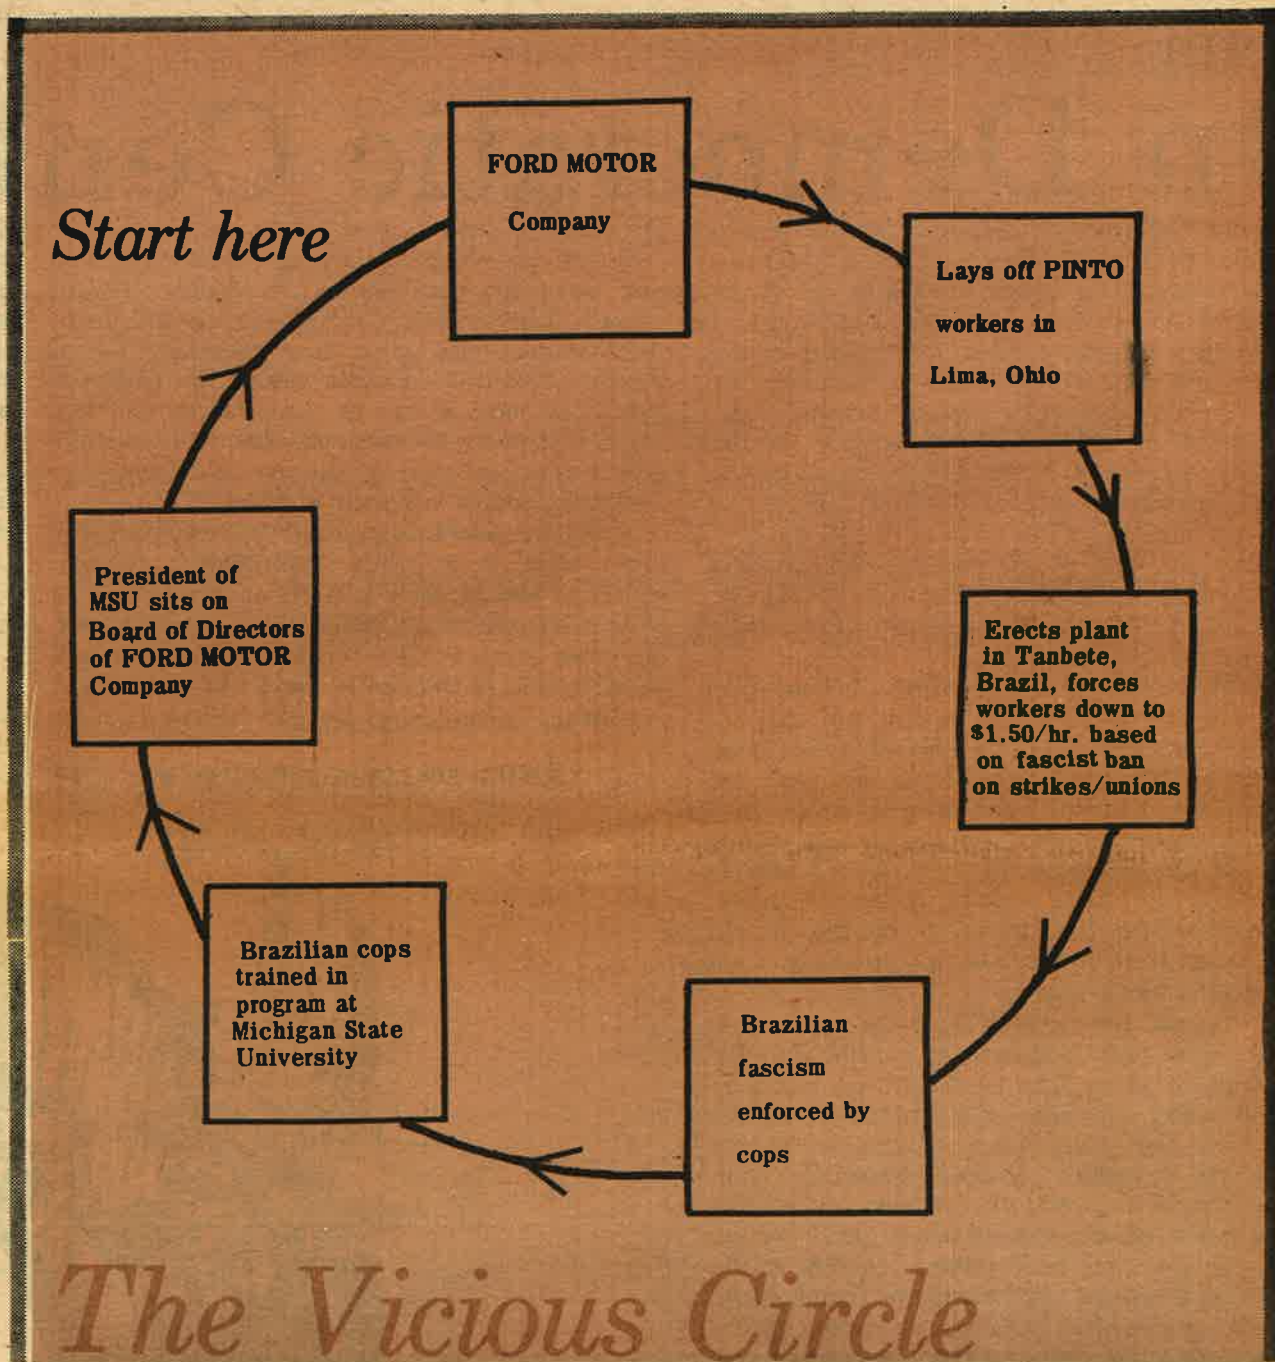 Start here
FORD MOTOR
Company
Lays off PINTO
workers in
Lima, Ohio
Erects plant
in Tanbete,
Brazil, forces
workers down to
$1.50/hr. based
on fascist ban
on strikes/unions
Brazilian
fascism
enforced by
cops
Brazilian cops
trained in
program at
Michigan State
University
President of
MSU sits on
Board of Directors
of FORD MOTOR
Company
The Vicious Circle